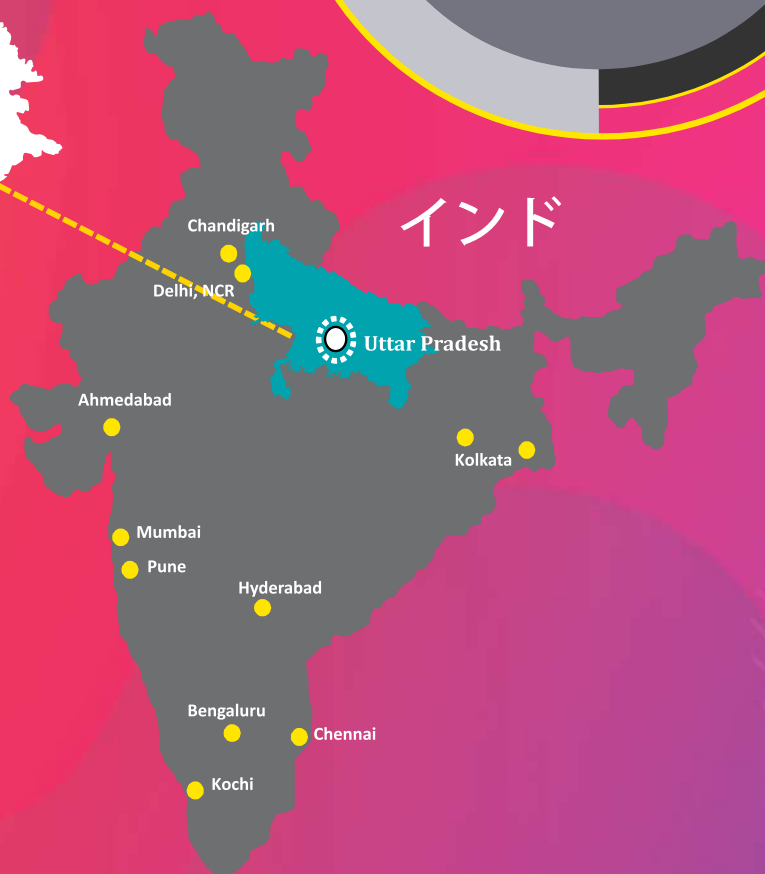 インド
Chandigarh
Delhi, NCR
Uttar Pradesh
Ahmedabad
Kolkata
Mumbai
Pune
Hyderabad
Bengaluru
Chennai
Kochi